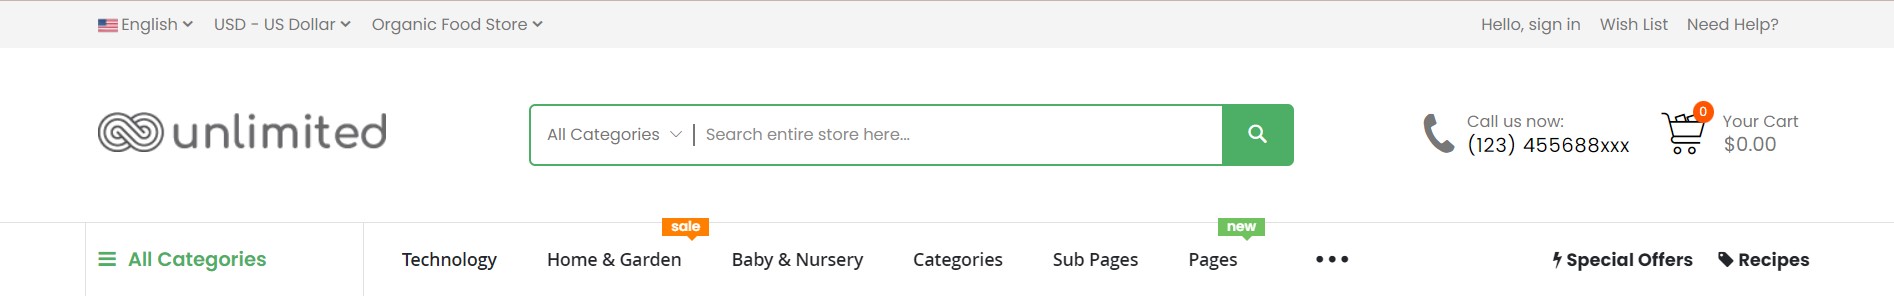 English USD - US Dollar Organic Food Store Hello, sign in Wish List Need Help?
unlimited
All Categories Search entire store here...
Call us now:
(123) 455688xxx
0
Your Cart
$0.00
sale new
All Categories Technology Home & Garden Baby & Nursery Categories Sub Pages Pages ••• Special Offers Recipes